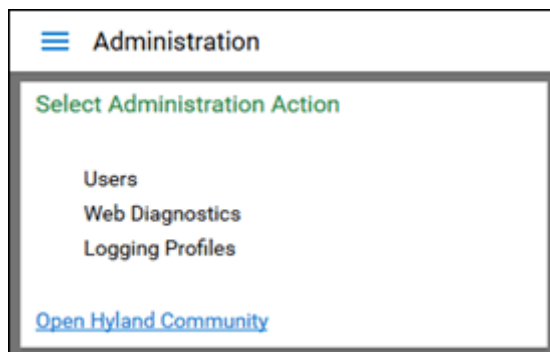 Administration
Select Administration Action
Users
Web Diagnostics
Logging Profiles
Open Hyland Community